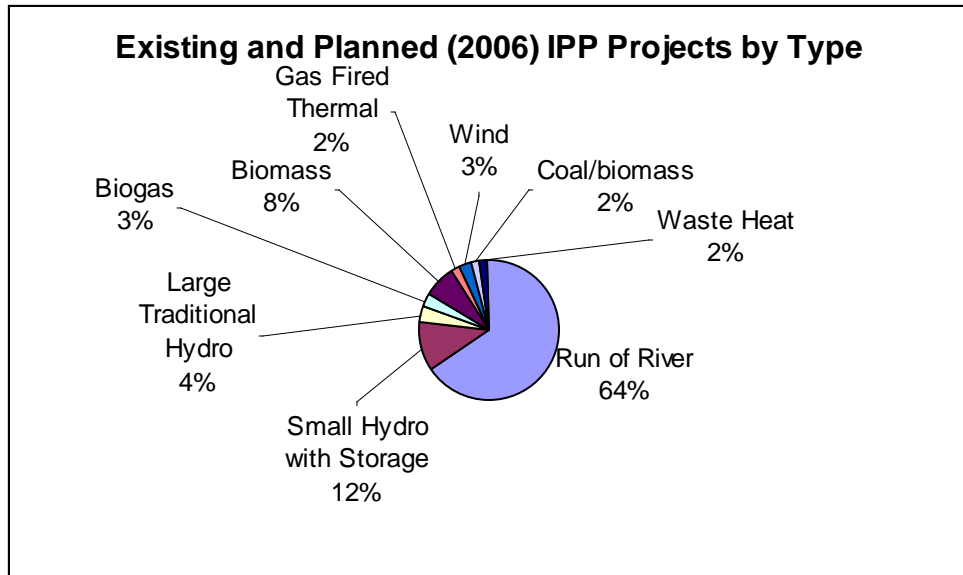 Existing and Planned (2006) IPP Projects by Type
Gas Fired
Thermal
2%
Wind
3%
Coal/biomass
2%
Waste Heat
2%
Biomass
8%
Biogas
3%
Large
Traditional
Hydro
4%
Run of River
64%
Small Hydro
with Storage
12%